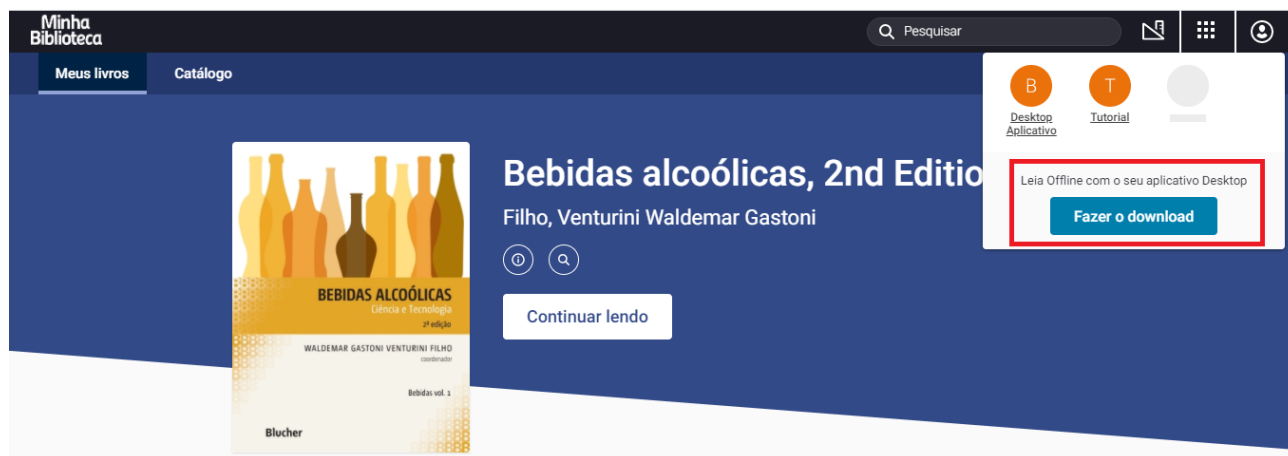 Minha
Biblioteca
Pesquisar
Meus livros
Catálogo
B
T
Desktop
Aplicativo
Tutorial
Leia Offline com o seu aplicativo Desktop
Fazer o download
Bebidas alcoólicas, 2nd Editio
Filho, Venturini Waldemar Gastoni
Continuar lendo
BEBIDAS ALCOÓLICAS
Ciência e Tecnologia
2ª edição
WALDEMAR GASTONI VENTURINI FILHO
coordenador
Bebidas vol. 1
Blucher